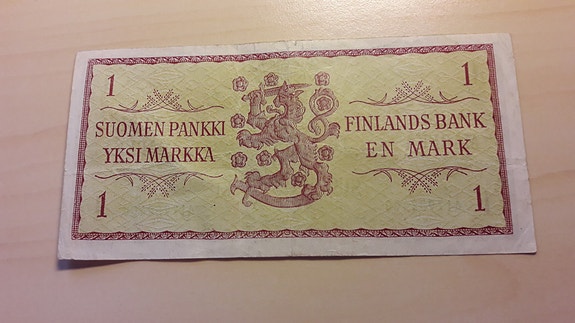 1
1
SUOMEN PANKKI
YKSI MARKKA
FINLANDS BANK
EN MARK
1
1